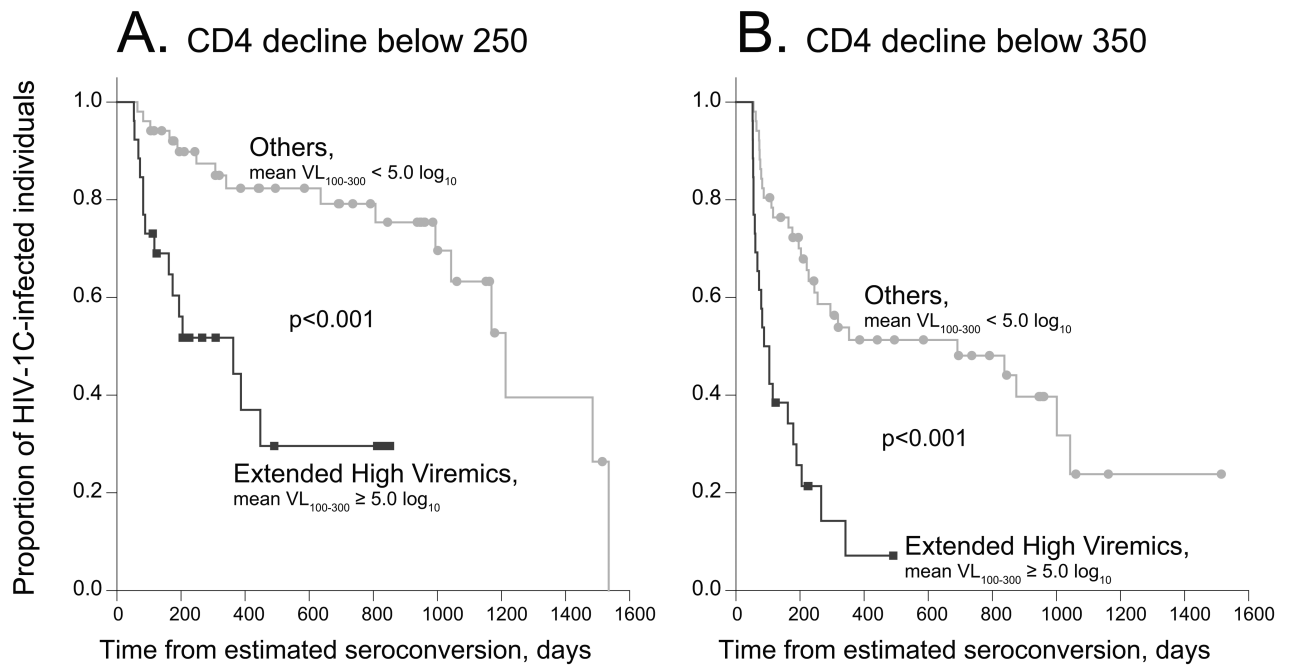 A. CD4 decline below 250
Proportion of HIV-1C-infected individuals
1.0
0.8
0.6
0.4
0.2
0.0
Others,
mean VL100-300 < 5.0 log10
p<0.001
Extended High Viremics,
mean VL100-300 ≥ 5.0 log10
0 200 400 600 800 1000 1200 1400 1600
Time from estimated seroconversion, days
B. CD4 decline below 350
1.0
0.8
0.6
0.4
0.2
0.0
Others,
mean VL100-300 < 5.0 log10
p<0.001
Extended High Viremics,
mean VL100-300 ≥ 5.0 log10
0 200 400 600 800 1000 1200 1400 1600
Time from estimated seroconversion, days